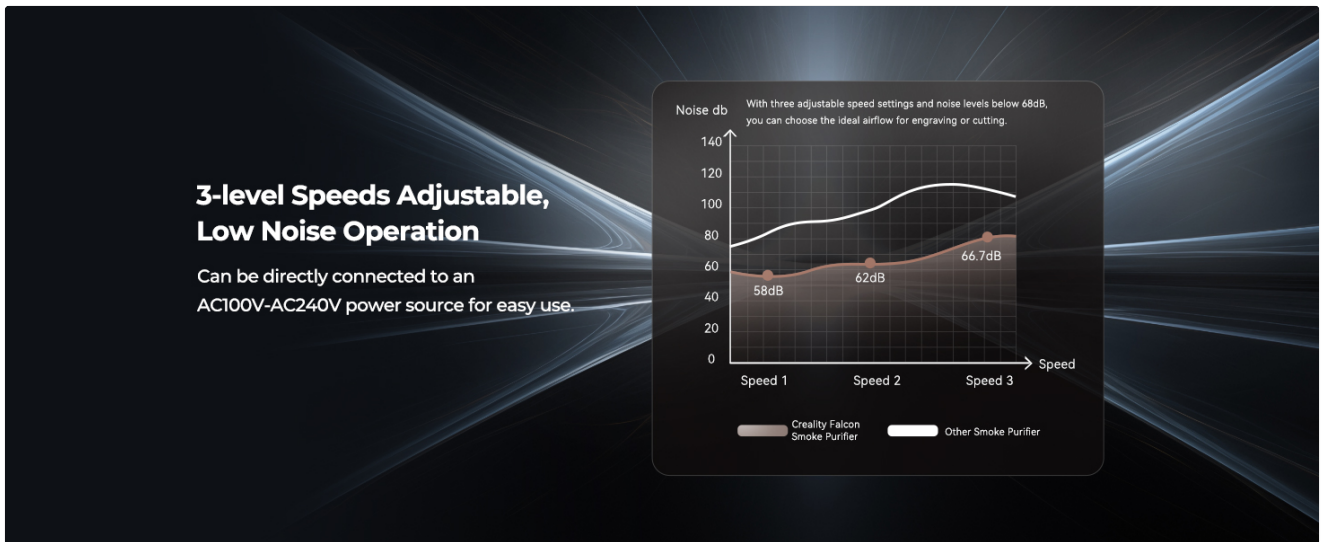 3-level Speeds Adjustable,
Low Noise Operation
Can be directly connected to an
AC100V-AC240V power source for easy use.
Noise db
With three adjustable speed settings and noise levels below 68dB,
you can choose the ideal airflow for engraving or cutting.
140
120
100
80
60
40
20
0
58dB
62dB
66.7dB
Speed
Speed 1
Speed 2
Speed 3
Creality Falcon
Smoke Purifier
Other Smoke Purifier